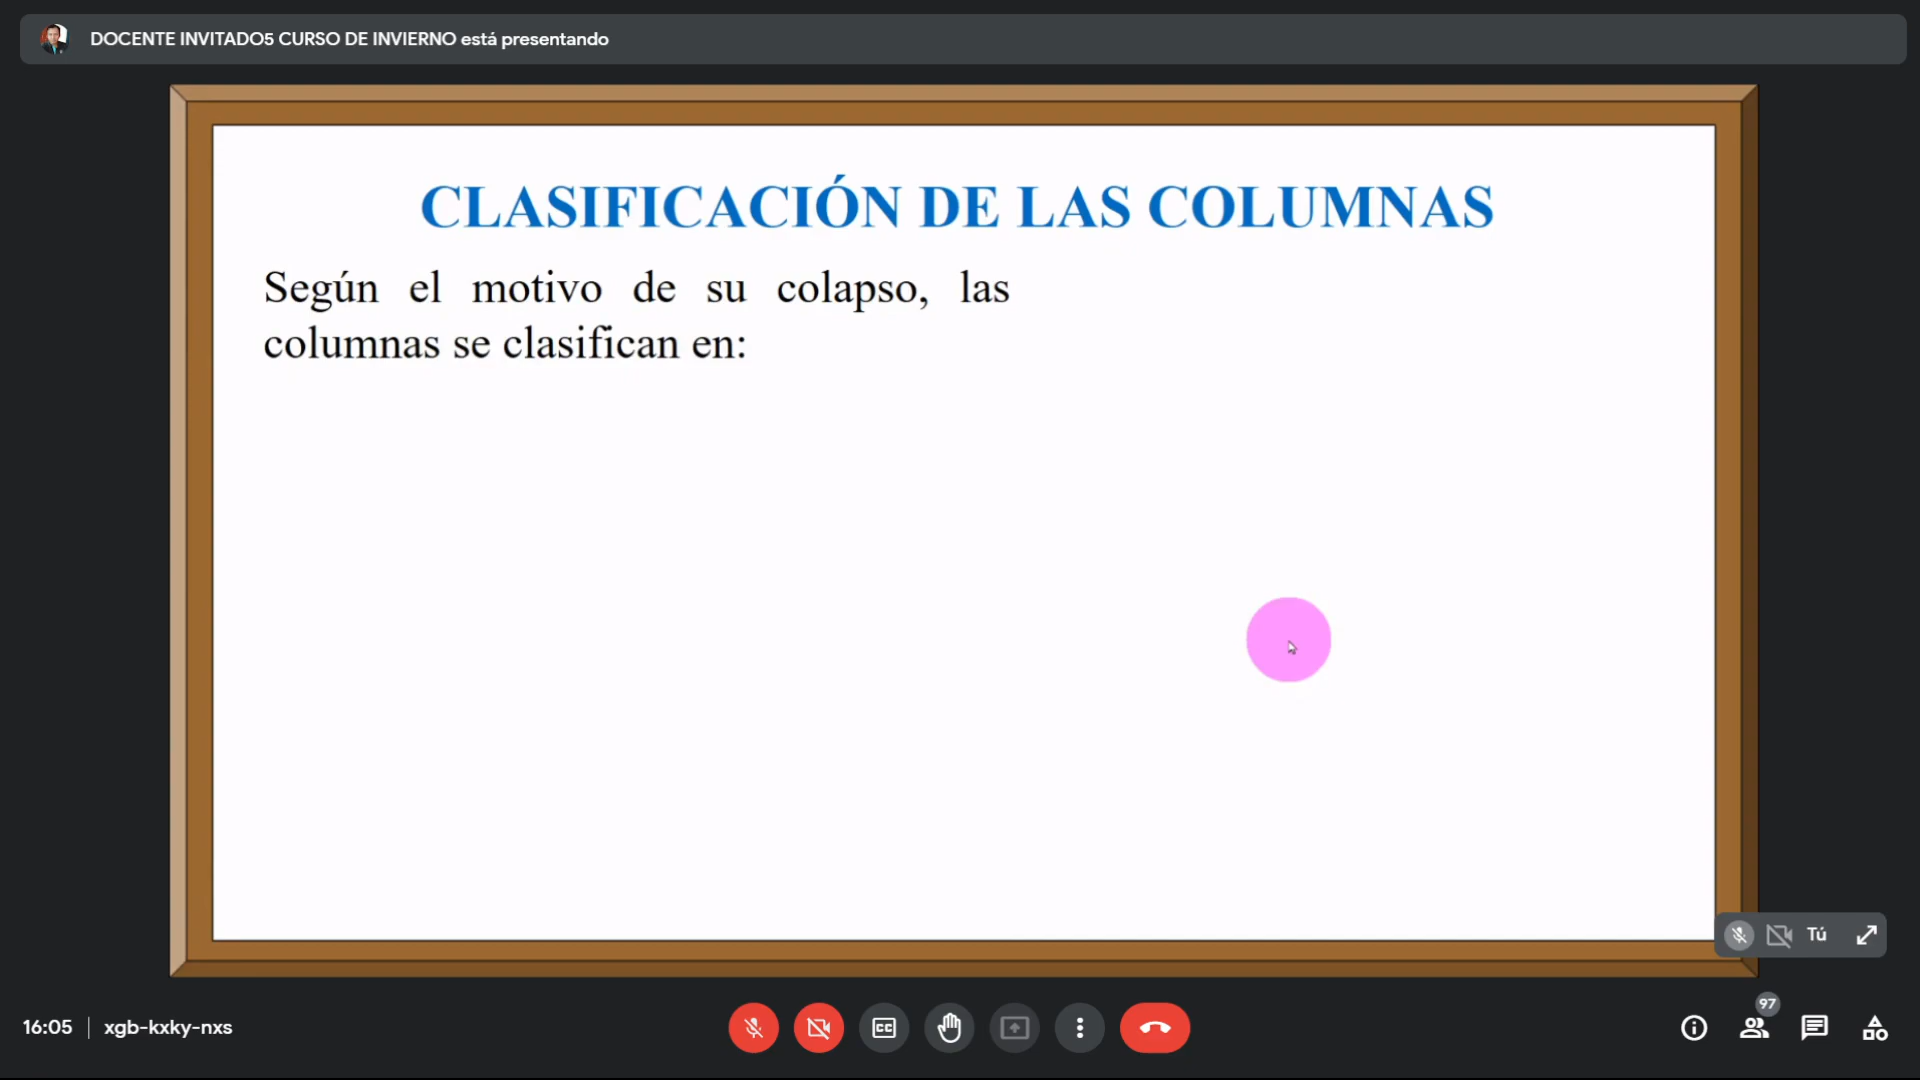 DOCENTE INVITADO5 CURSO DE INVIERNO está presentando
CLASIFICACIÓN DE LAS COLUMNAS
Según el motivo de su colapso, las
columnas se clasifican en:
Tú
97
16:05 | xgb-kxky-nxs
CC